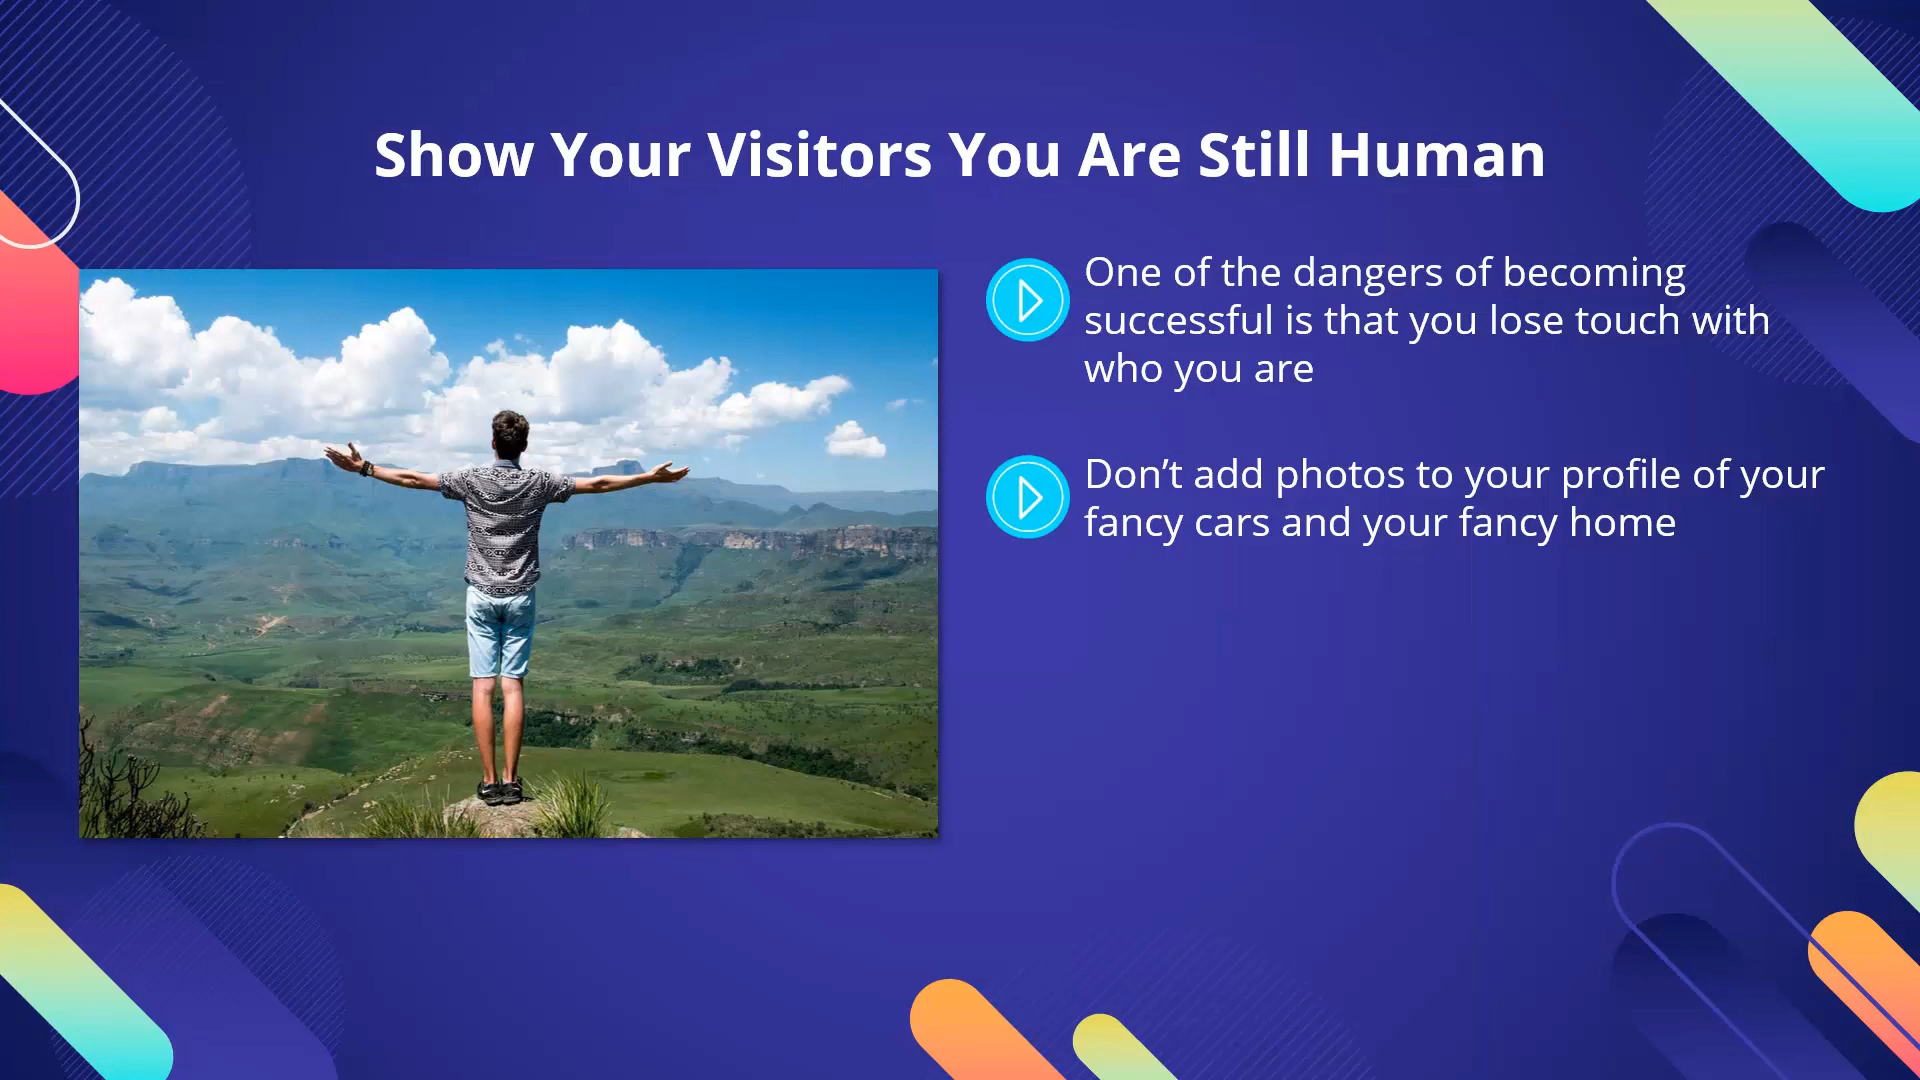 Show Your Visitors You Are Still Human
One of the dangers of becoming
successful is that you lose touch with
who you are
Don’t add photos to your profile of your
fancy cars and your fancy home